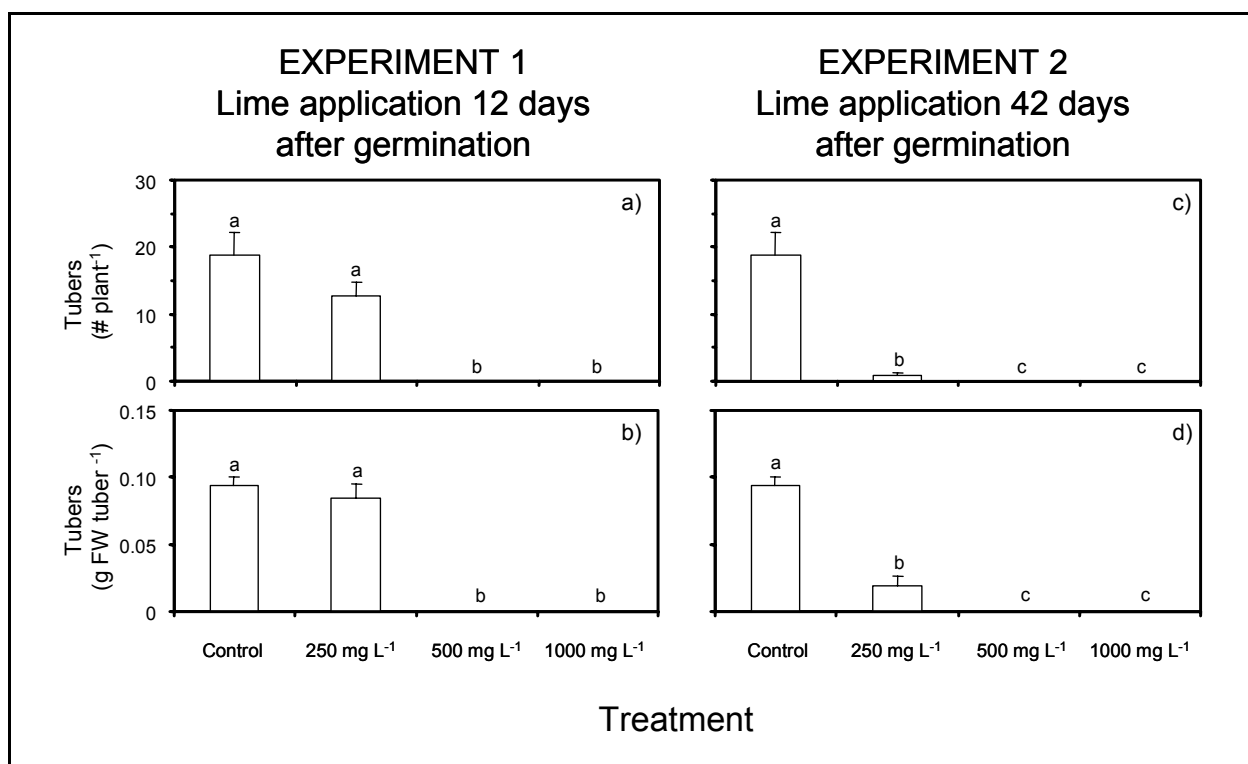 EXPERIMENT 1
Lime application 12 days
after germination
EXPERIMENT 2
Lime application 42 days
after germination
Tubers
(# plant⁻¹)
30
20
10
0
a)
a
a
b
b
c)
a
b
c
c
Tubers
(g FW tuber ⁻¹)
0.15
0.10
0.05
0
b)
a
a
b
b
d)
a
b
c
c
Control 250 mg L⁻¹ 500 mg L⁻¹ 1000 mg L⁻¹
Control 250 mg L⁻¹ 500 mg L⁻¹ 1000 mg L⁻¹
Treatment